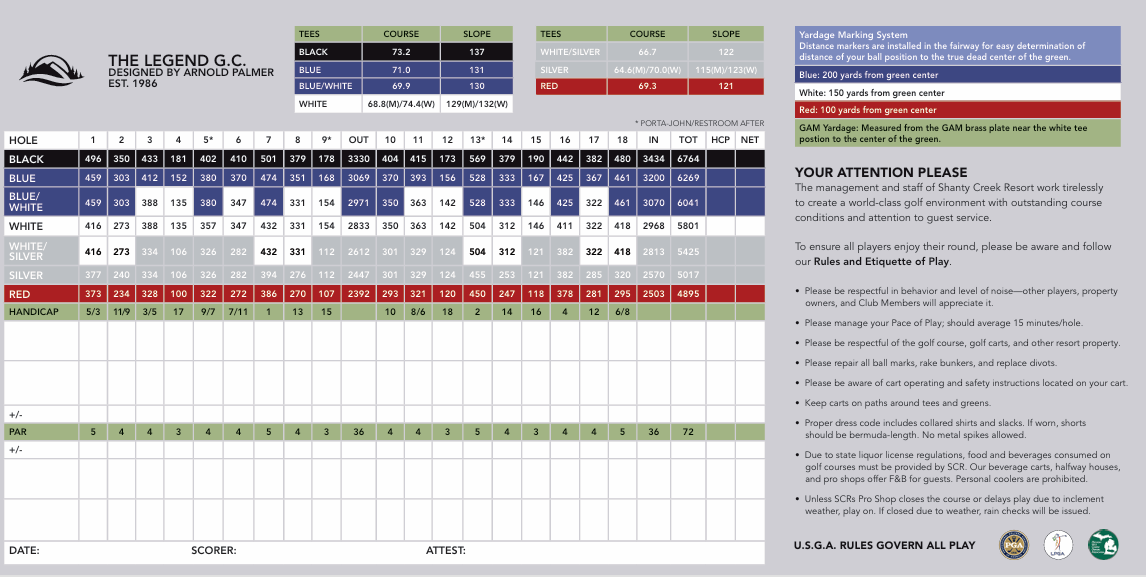 THE LEGEND G.C.
DESIGNED BY ARNOLD PALMER
EST. 1986
TEES COURSE SLOPE
BLACK 73.2 137
BLUE 71.0 131
BLUE/WHITE 69.9 130
WHITE 68.8(M)/74.4(W) 129(M)/132(W)
TEES COURSE SLOPE
WHITE/SILVER 66.7 122
SILVER 64.6(M)/70.0(W) 115(M)/123(W)
RED 69.3 121
* PORTA-JOHN/RESTROOM AFTER
HOLE 1 2 3 4 5* 6 7 8 9* OUT 10 11 12 13* 14 15 16 17 18 IN TOT HCP NET
BLACK 496 350 433 181 402 410 501 379 178 3330 404 415 173 569 379 190 442 382 480 3434 6764
BLUE 459 303 412 152 380 370 474 351 168 3069 370 393 156 528 333 167 425 367 461 3200 6269
BLUE/
WHITE 459 303 388 135 380 347 474 331 154 2971 350 363 142 528 333 146 425 322 461 3070 6041
WHITE 416 273 388 135 357 347 432 331 154 2833 350 363 142 504 312 146 411 322 418 2968 5801
WHITE/
SILVER 416 273 334 106 326 282 432 331 112 2612 301 329 124 504 312 121 382 322 418 2813 5425
SILVER 377 240 334 106 326 282 394 276 112 2447 301 329 124 455 253 121 382 285 320 2570 5017
RED 373 234 328 100 322 272 386 270 107 2392 293 321 120 450 247 118 378 281 295 2503 4895
HANDICAP 5/3 11/9 3/5 17 9/7 7/11 1 13 15 10 8/6 18 2 14 16 4 12 6/8
+/-
PAR 5 4 4 3 4 4 5 4 3 36 4 4 3 5 4 3 4 4 5 36 72
+/-
DATE: SCORER: ATTEST:
Yardage Marking System
Distance markers are installed in the fairway for easy determination of
distance of your ball position to the true dead center of the green.
Blue: 200 yards from green center
White: 150 yards from green center
Red: 100 yards from green center
GAM Yardage: Measured from the GAM brass plate near the white tee
postion to the center of the green.
YOUR ATTENTION PLEASE
The management and staff of Shanty Creek Resort work tirelessly
to create a world-class golf environment with outstanding course
conditions and attention to guest service.
To ensure all players enjoy their round, please be aware and follow
our Rules and Etiquette of Play.
• Please be respectful in behavior and level of noise—other players, property
owners, and Club Members will appreciate it.
• Please manage your Pace of Play; should average 15 minutes/hole.
• Please be respectful of the golf course, golf carts, and other resort property.
• Please repair all ball marks, rake bunkers, and replace divots.
• Please be aware of cart operating and safety instructions located on your cart.
• Keep carts on paths around tees and greens.
• Proper dress code includes collared shirts and slacks. If worn, shorts
should be bermuda-length. No metal spikes allowed.
• Due to state liquor license regulations, food and beverages consumed on
golf courses must be provided by SCR. Our beverage carts, halfway houses,
and pro shops offer F&B for guests. Personal coolers are prohibited.
• Unless SCRs Pro Shop closes the course or delays play due to inclement
weather, play on. If closed due to weather, rain checks will be issued.
U.S.G.A. RULES GOVERN ALL PLAY
PGA
LPGA